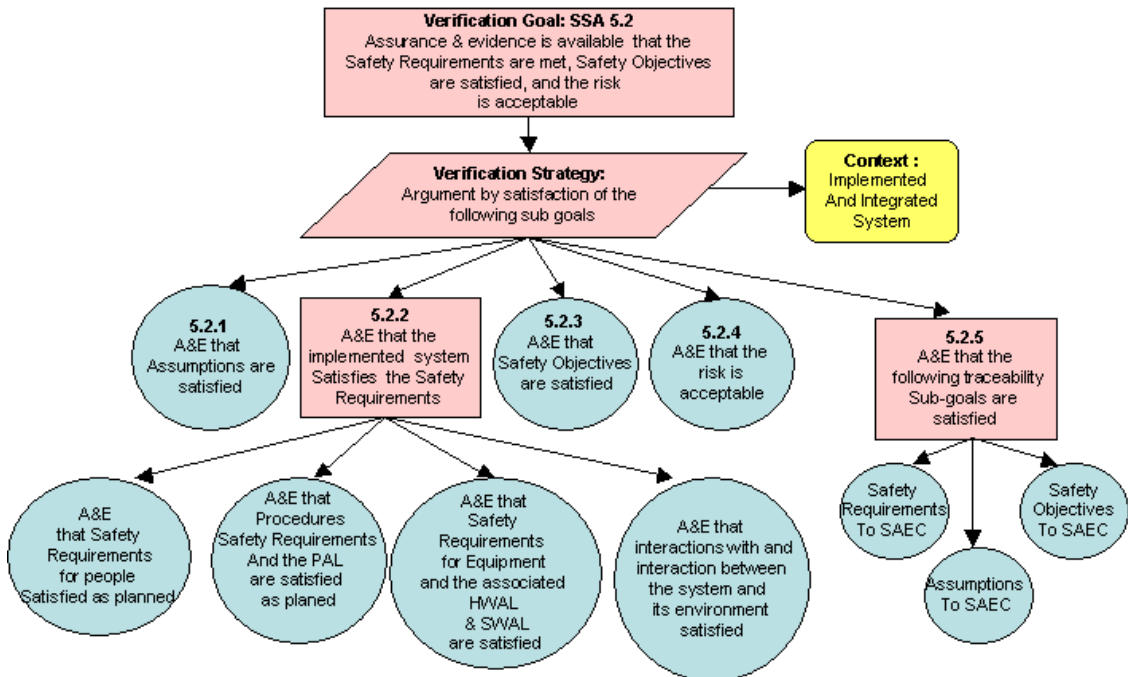 Verification Goal: SSA 5.2
Assurance & evidence is available that the
Safety Requirements are met, Safety Objectives
are satisfied, and the risk
is acceptable
Verification Strategy:
Argument by satisfaction of the
following sub goals
Context :
Implemented
And Integrated
System
5.2.1
A&E that
Assumptions are
satisfied
5.2.2
A&E that the
implemented system
Satisfies the Safety
Requirements
5.2.3
A&E that
Safety Objectives
are satisfied
5.2.4
A&E that the
risk is
acceptable
5.2.5
A&E that the
following traceability
Sub-goals are
satisfied
A&E
that Safety
Requirements
for people
Satisfied as planned
A&E that
Procedures
Safety Requirements
And the PAL
are satisfied
as planed
A&E that
Safety
Requirements
for Equipment
and the associated
HWAL
& SWAL
are satisfied
A&E that
interactions with and
interaction between
the system and
its environment
satisfied
Safety
Requirements
To SAEC
Assumptions
To SAEC
Safety
Objectives
To SAEC